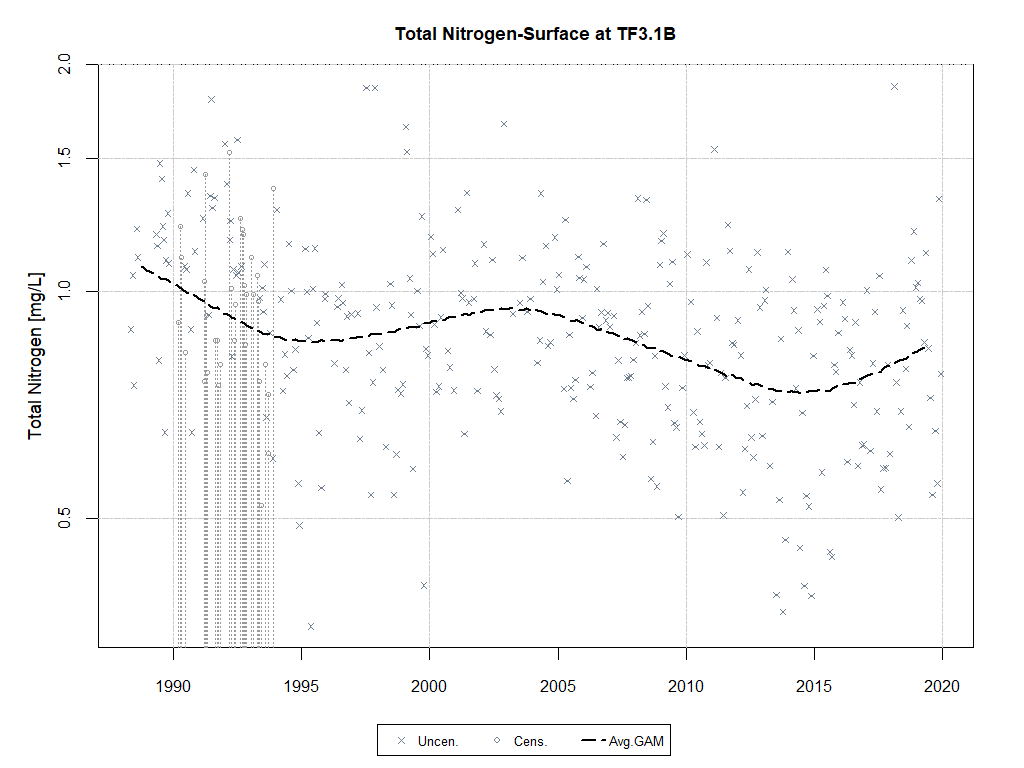 Total Nitrogen-Surface at TF3.1B
Total Nitrogen [mg/L]
2.0
1.5
1.0
0.5
1990 1995 2000 2005 2010 2015 2020
Uncen. Cens. Avg.GAM